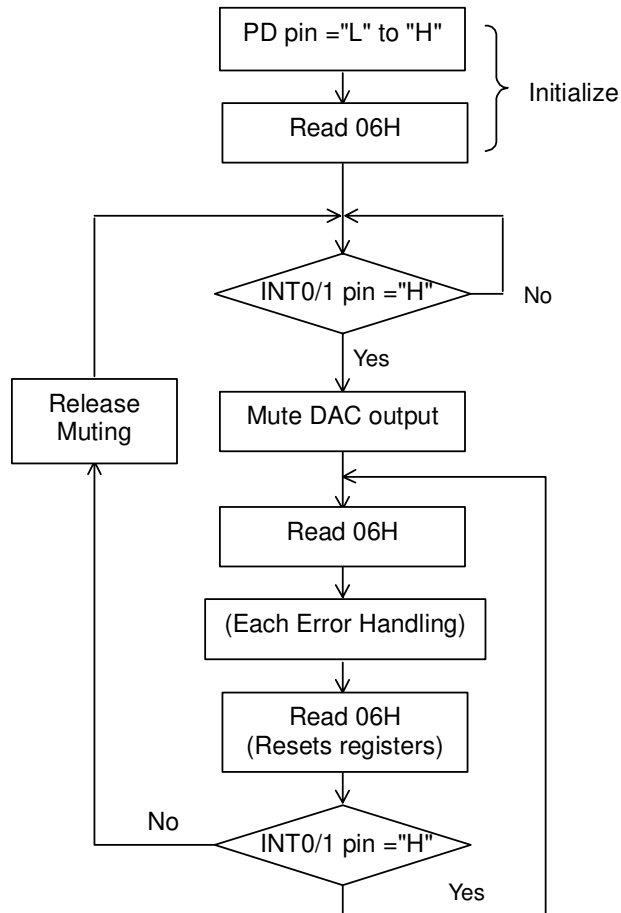 PD pin ="L" to "H"
Initialize
Read 06H
INT0/1 pin ="H"
No
Yes
Release
Muting
Mute DAC output
Read 06H
(Each Error Handling)
Read 06H
(Resets registers)
No
INT0/1 pin ="H"
Yes